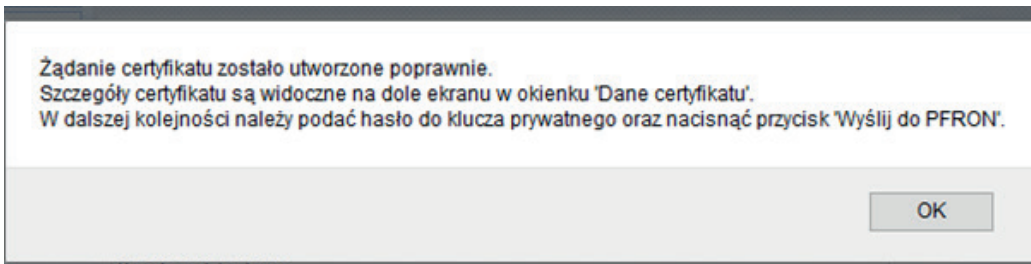 Żądanie certyfikatu zostało utworzone poprawnie.
Szczegóły certyfikatu są widoczne na dole ekranu w okienku 'Dane certyfikatu'.
W dalszej kolejności należy podać hasło do klucza prywatnego oraz nacisnąć przycisk 'Wyślij do PFRON'.
OK